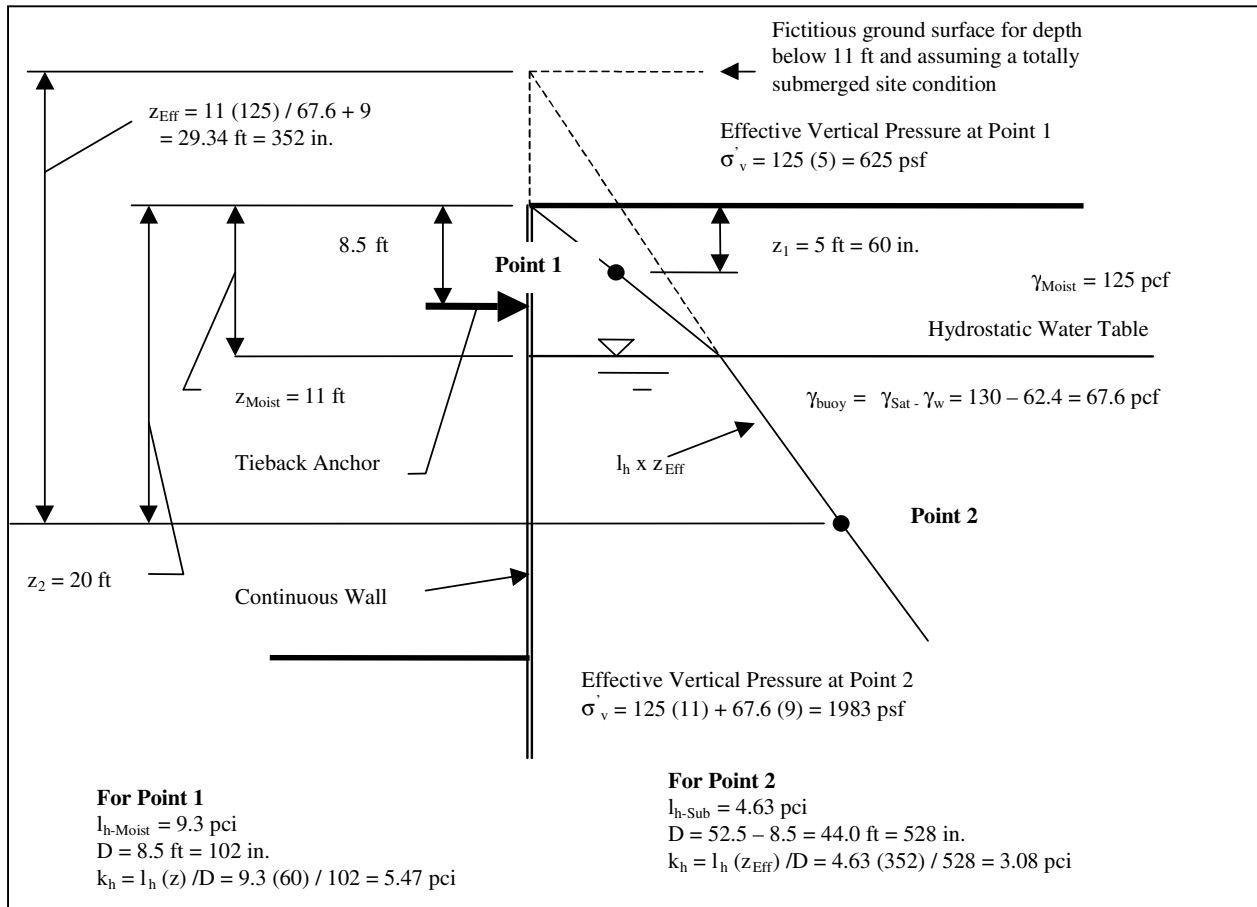 Fictitious ground surface for depth
below 11 ft and assuming a totally
submerged site condition
z_Eff = 11 (125) / 67.6 + 9
= 29.34 ft = 352 in.
Effective Vertical Pressure at Point 1
σ'_v = 125 (5) = 625 psf
8.5 ft
Point 1
z_1 = 5 ft = 60 in.
γ_Moist = 125 pcf
Hydrostatic Water Table
z_Moist = 11 ft
γ_buoy = γ_Sat - γ_w = 130 – 62.4 = 67.6 pcf
Tieback Anchor
l_h x z_Eff
Point 2
z_2 = 20 ft
Continuous Wall
Effective Vertical Pressure at Point 2
σ'_v = 125 (11) + 67.6 (9) = 1983 psf
For Point 1
l_h-Moist = 9.3 pci
D = 8.5 ft = 102 in.
k_h = l_h (z) /D = 9.3 (60) / 102 = 5.47 pci
For Point 2
l_h-Sub = 4.63 pci
D = 52.5 – 8.5 = 44.0 ft = 528 in.
k_h = l_h (z_Eff) /D = 4.63 (352) / 528 = 3.08 pci